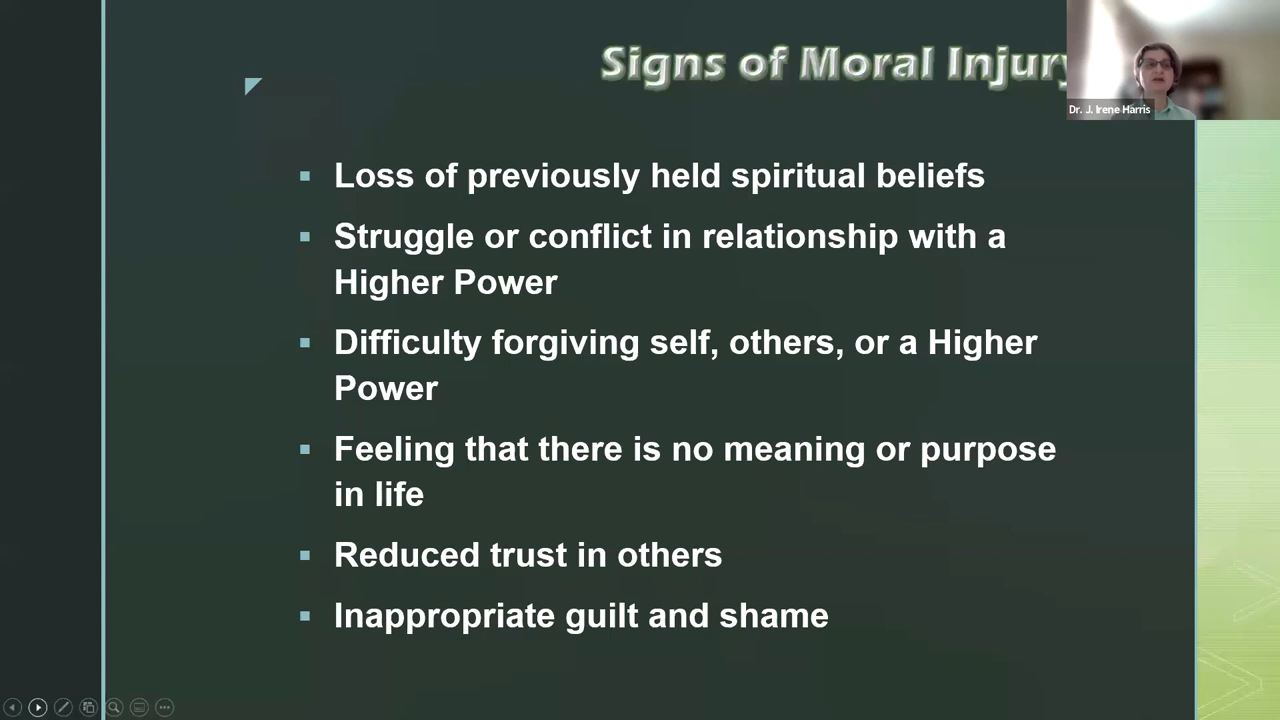 Signs of Moral Injury
Dr. J. Irene Harris
Loss of previously held spiritual beliefs
Struggle or conflict in relationship with a
Higher Power
Difficulty forgiving self, others, or a Higher
Power
Feeling that there is no meaning or purpose
in life
Reduced trust in others
Inappropriate guilt and shame